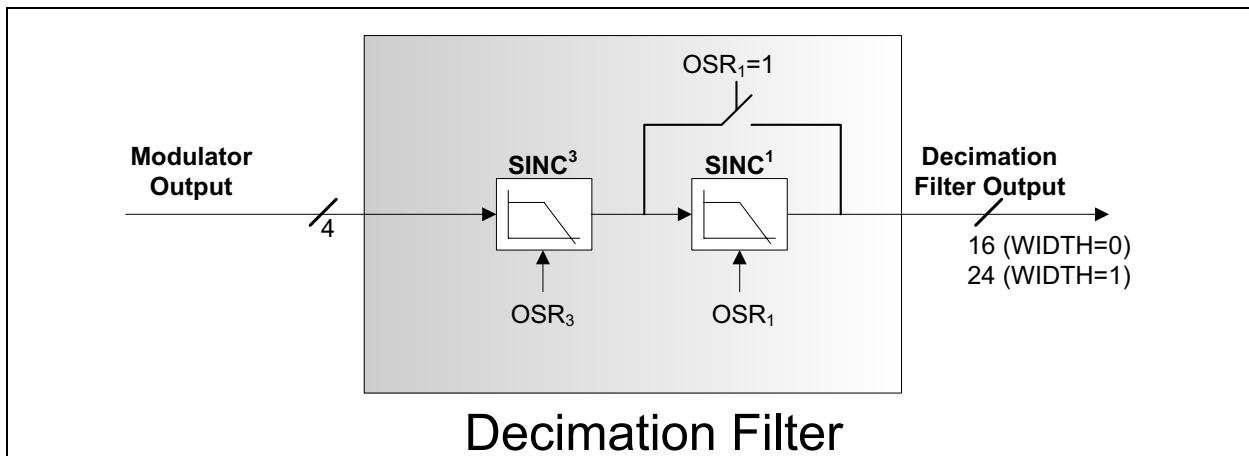 OSR₁=1
Modulator
Output
SINC³
SINC¹
Decimation
Filter Output
4
16 (WIDTH=0)
24 (WIDTH=1)
OSR₃
OSR₁
Decimation Filter